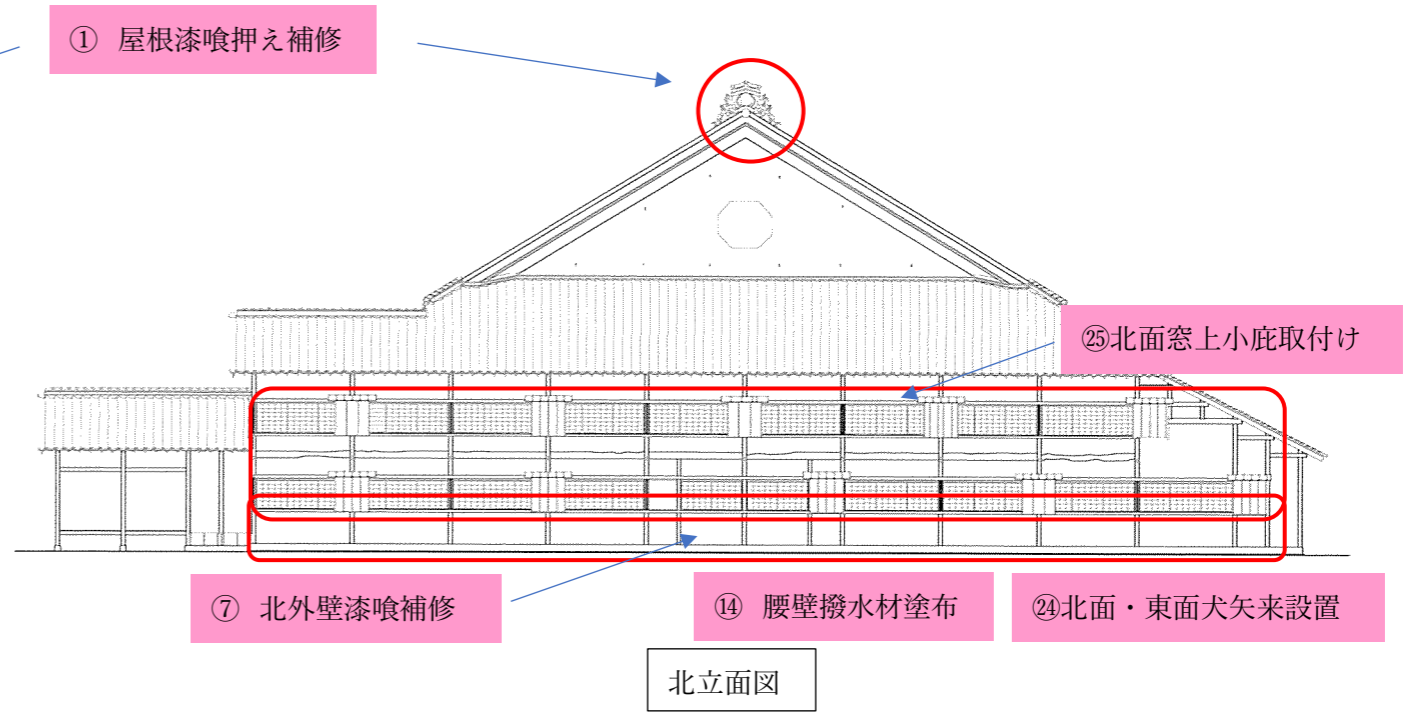 ① 屋根漆喰押え補修
㉕北面窓上小庇取付け
⑦ 北外壁漆喰補修
⑭ 腰壁撥水材塗布
㉔北面・東面犬矢来設置
北立面図